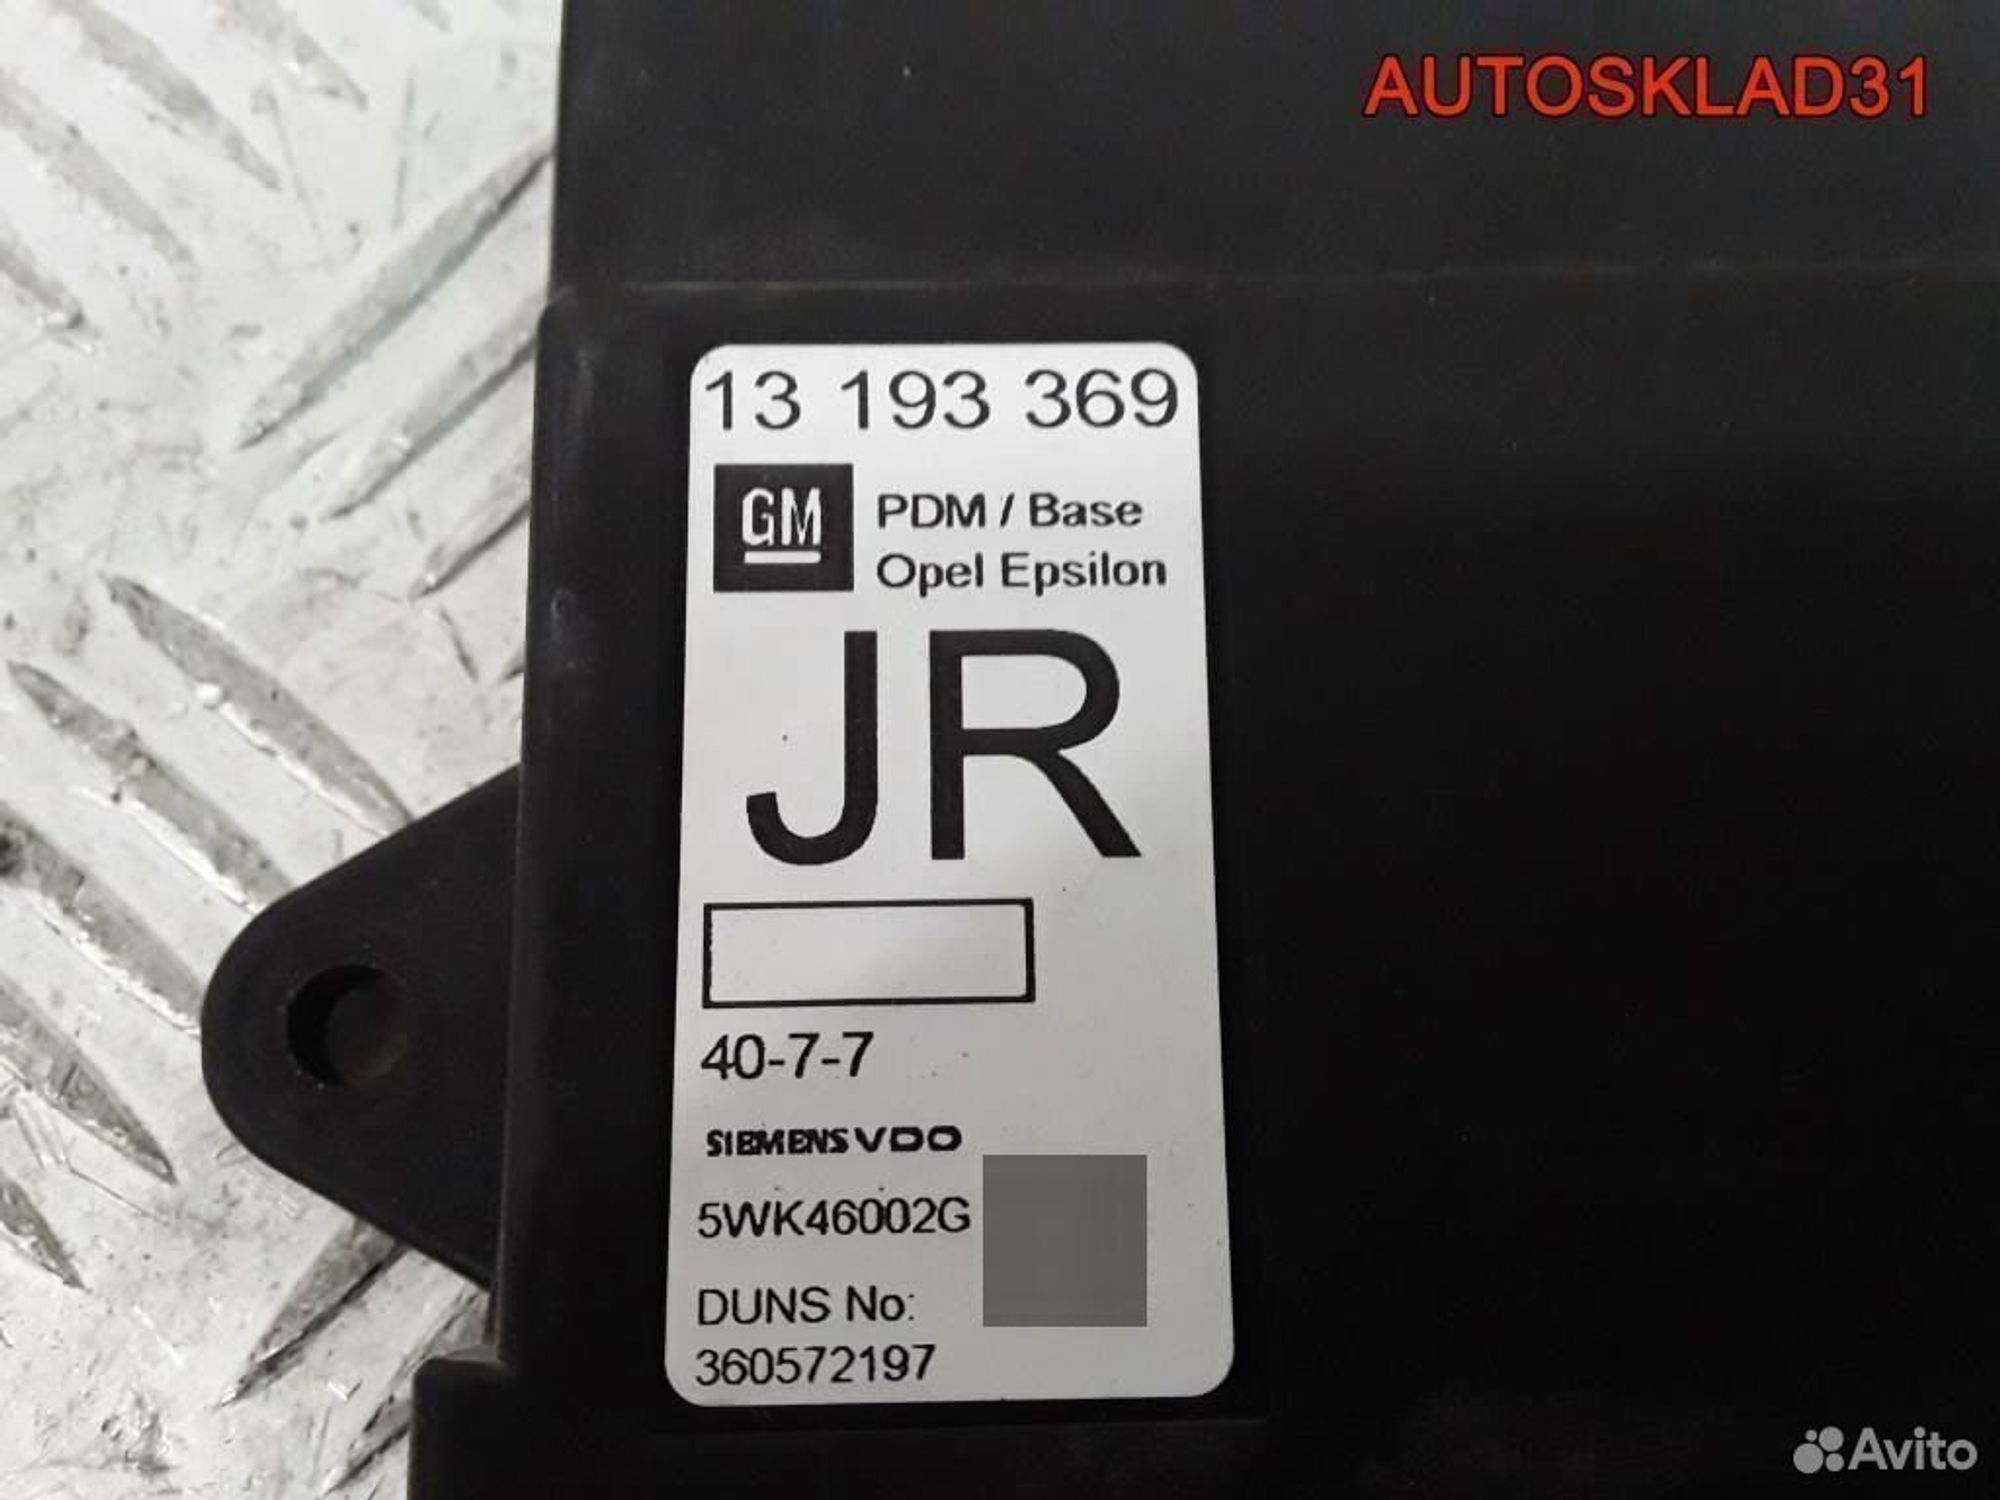 AUTOSKLAD31
13 193 369
GM
PDM / Base
Opel Epsilon
JR
40-7-7
SIEMENS VDO
5WK46002G
DUNS No:
360572197
Avito